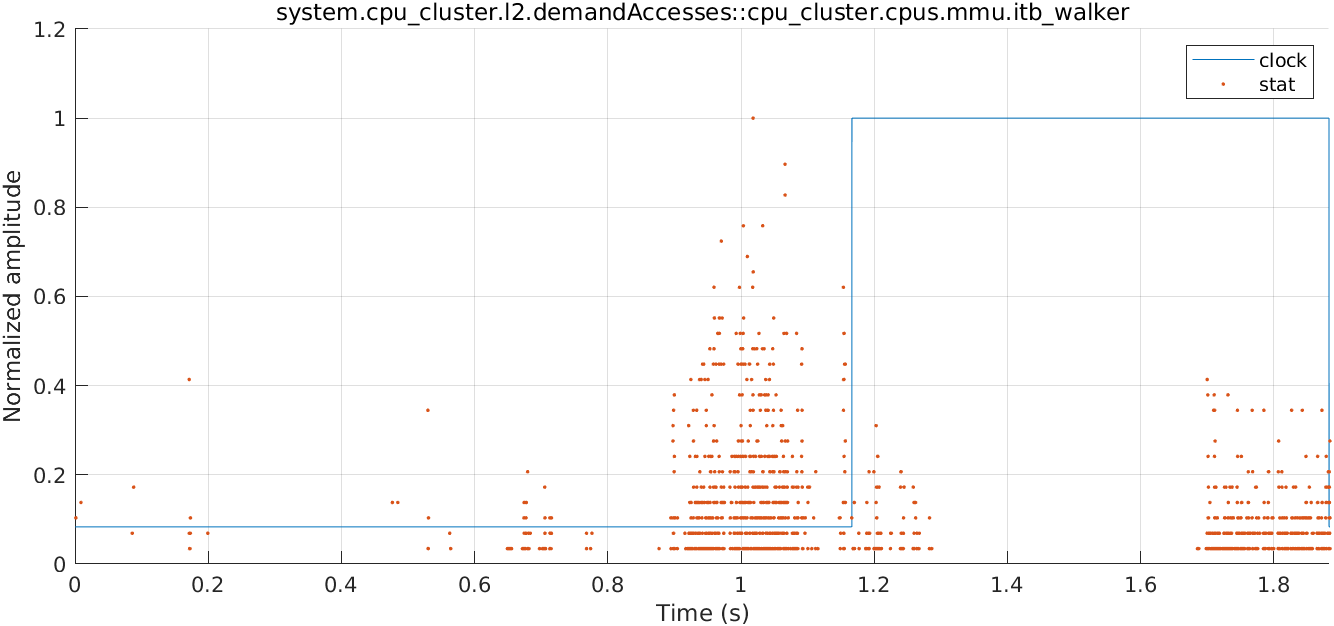 system.cpu_cluster.l2.demandAccesses::cpu_cluster.cpus.mmu.itb_walker
1.2
1
0.8
0.6
0.4
0.2
0
Normalized amplitude
clock
stat
0 0.2 0.4 0.6 0.8 1 1.2 1.4 1.6 1.8
Time (s)